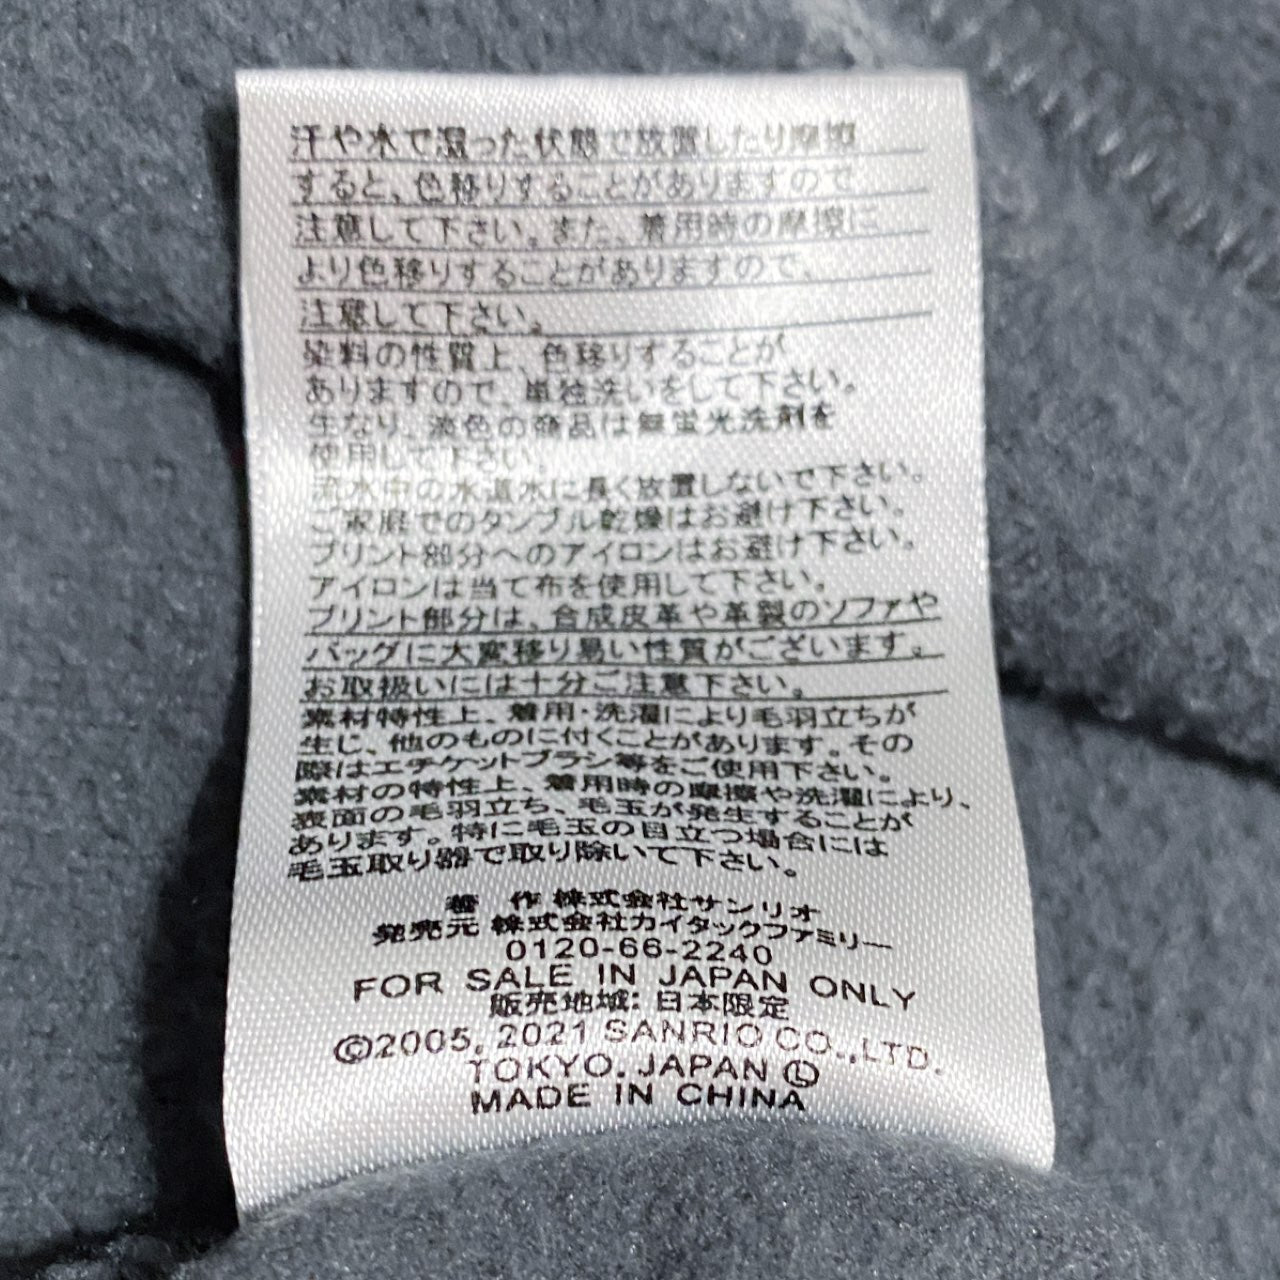 汗や水で湿った状態で放置したり摩擦
すると、色移りすることがありますので
注意して下さい。また、着用時の摩擦に
より色移りすることがありますので、
注意して下さい。
染料の性質上、色移りすることが
ありますので、単独洗いをして下さい。
生なり、淡色の商品は無蛍光洗剤を
使用して下さい。
流水中の水道水に長く放置しないで下さい。
ご家庭でのタンブル乾燥はお避け下さい。
プリント部分へのアイロンはお避け下さい。
アイロンは当て布を使用して下さい。
プリント部分は、合成皮革や革製のソファや
バッグに大変移り易い性質がございます。
お取扱いには十分ご注意下さい。
素材特性上、着用・洗濯により毛羽立ちが
生じ、他のものに付くことがあります。その
際はエチケットブラシ等をご使用下さい。
素材の特性上、着用時の摩擦や洗濯により、
表面の毛羽立ち、毛玉が発生することが
あります。特に毛玉の目立つ場合には
毛玉取り器で取り除いて下さい。
著 作 株式会社サンリオ
発売元 株式会社カイタックファミリー
0120-66-2240
FOR SALE IN JAPAN ONLY
販売地域：日本限定
©2005, 2021 SANRIO CO.,LTD.
TOKYO, JAPAN Ⓛ
MADE IN CHINA